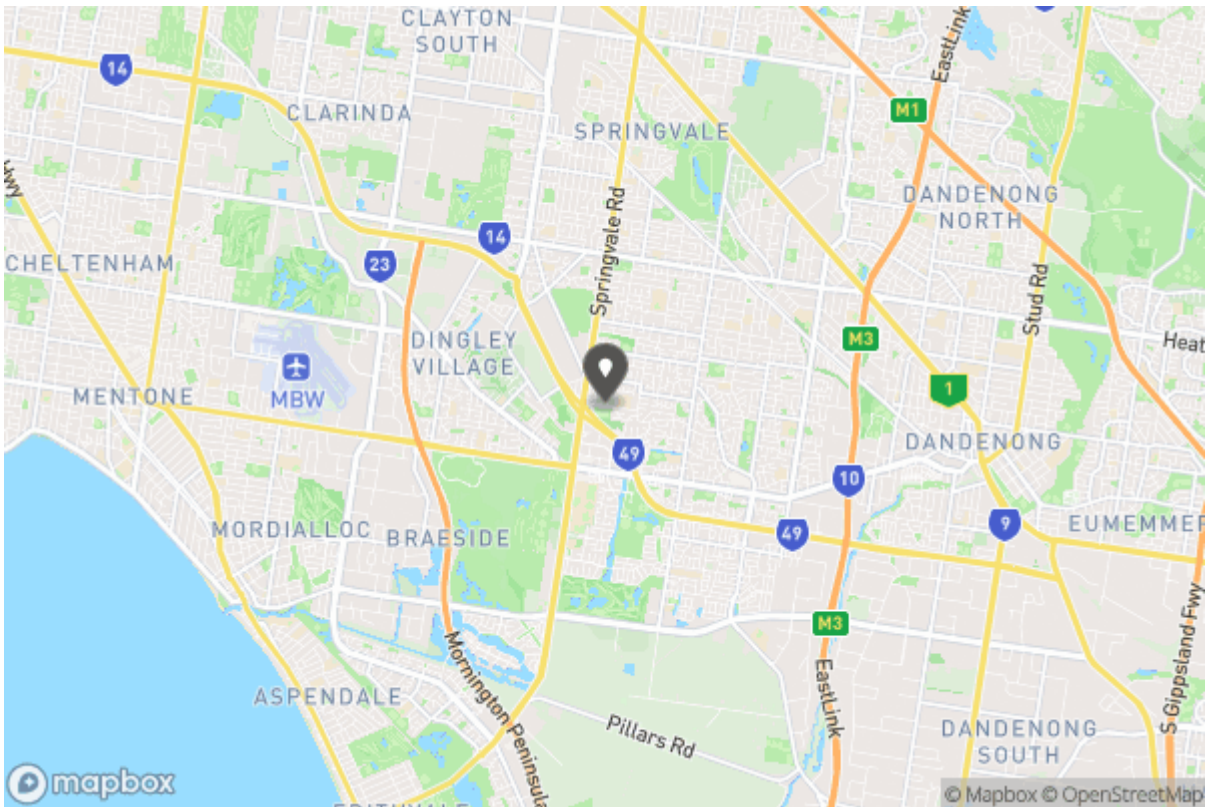 CLAYTON
SOUTH
EastLink
14
M1
CLARINDA
SPRINGVALE
Hwy
DANDENONG
NORTH
Springvale Rd
14
23
CHELTENHAM
Stud Rd
DINGLEY
VILLAGE
M3
Heat
MBW
MENTONE
1
DANDENONG
49
10
MORDIALLOC
BRAESIDE
49
9
EUMEMMER
M3
S Gippsland Fwy
Mornington Peninsula
EastLink
ASPENDALE
Pillars Rd
DANDENONG
SOUTH
mapbox
EDITHVALE
© Mapbox © OpenStreetMap